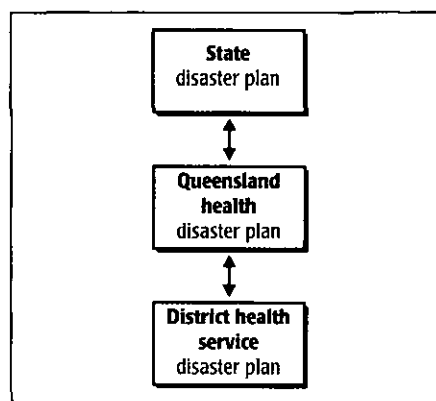 State
disaster plan
Queensland
health
disaster plan
District health
service
disaster plan